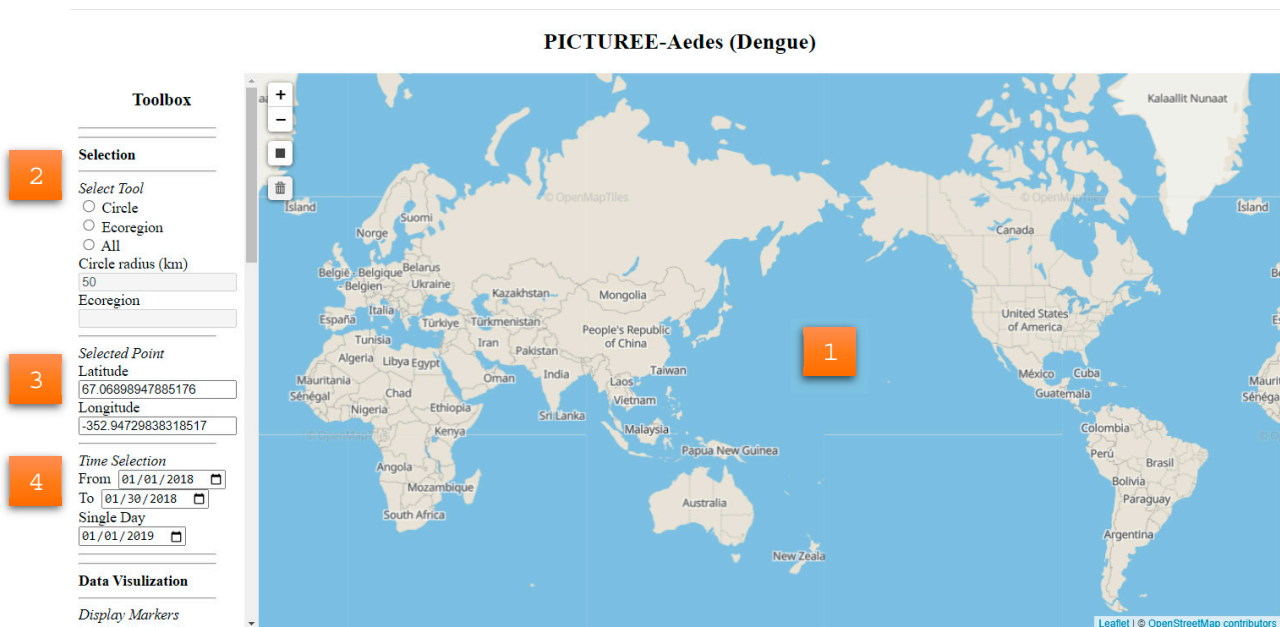 PICTUREE-Aedes (Dengue)
Toolbox
2
Selection
Select Tool
Circle
Ecoregion
All
Circle radius (km)
50
Ecoregion
3
Selected Point
Latitude
67.06898947885176
Longitude
-352.94729838318517
4
Time Selection
From 01/01/2018
To 01/30/2018
Single Day
01/01/2019
Data Visulization
Display Markers
+
−
Kalaallit Nunaat
© OpenMapTiles
© OpenMapTiles
Ísland
Ísland
Suomi
Norge
Canada
België - Belgique
- Belgien
Belarus
Ukraine
Kazakhstan
Mongolia
Italia
España
Türkiye
Türkmenistan
United States
of America
People's Republic
of China
1
Tunisia
Algeria
Libya
Egypt
Iran
Pakistan
India
Taiwan
Oman
Laos
Vietnam
México
Cuba
Guatemala
Mauritania
Sénégal
Chad
Nigeria
Ethiopia
Kenya
Sri Lanka
Malaysia
Papua New Guinea
Colombia
Perú
Brasil
Angola
Mozambique
South Africa
Australia
New Zeala
Bolivia
Paraguay
Argentina
Leaflet | © OpenStreetMap contributors